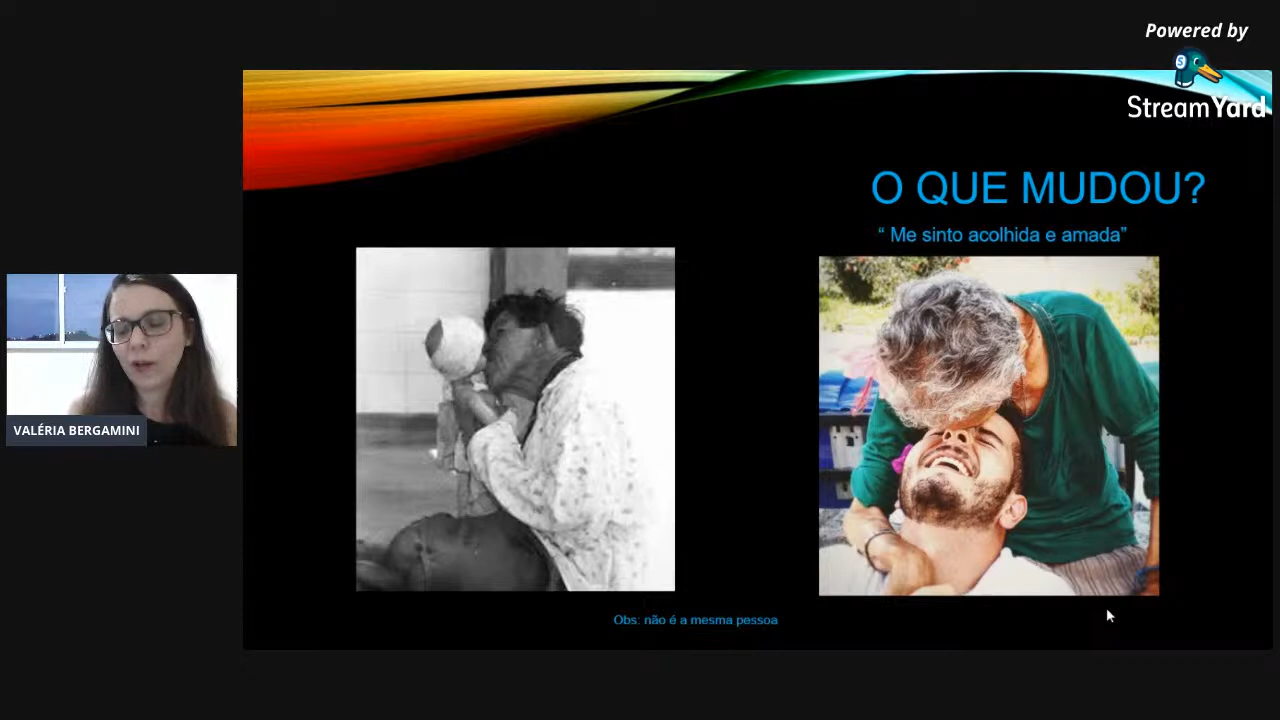 Powered by
StreamYard
O QUE MUDOU?
“ Me sinto acolhida e amada”
VALÉRIA BERGAMINI
Obs: não é a mesma pessoa